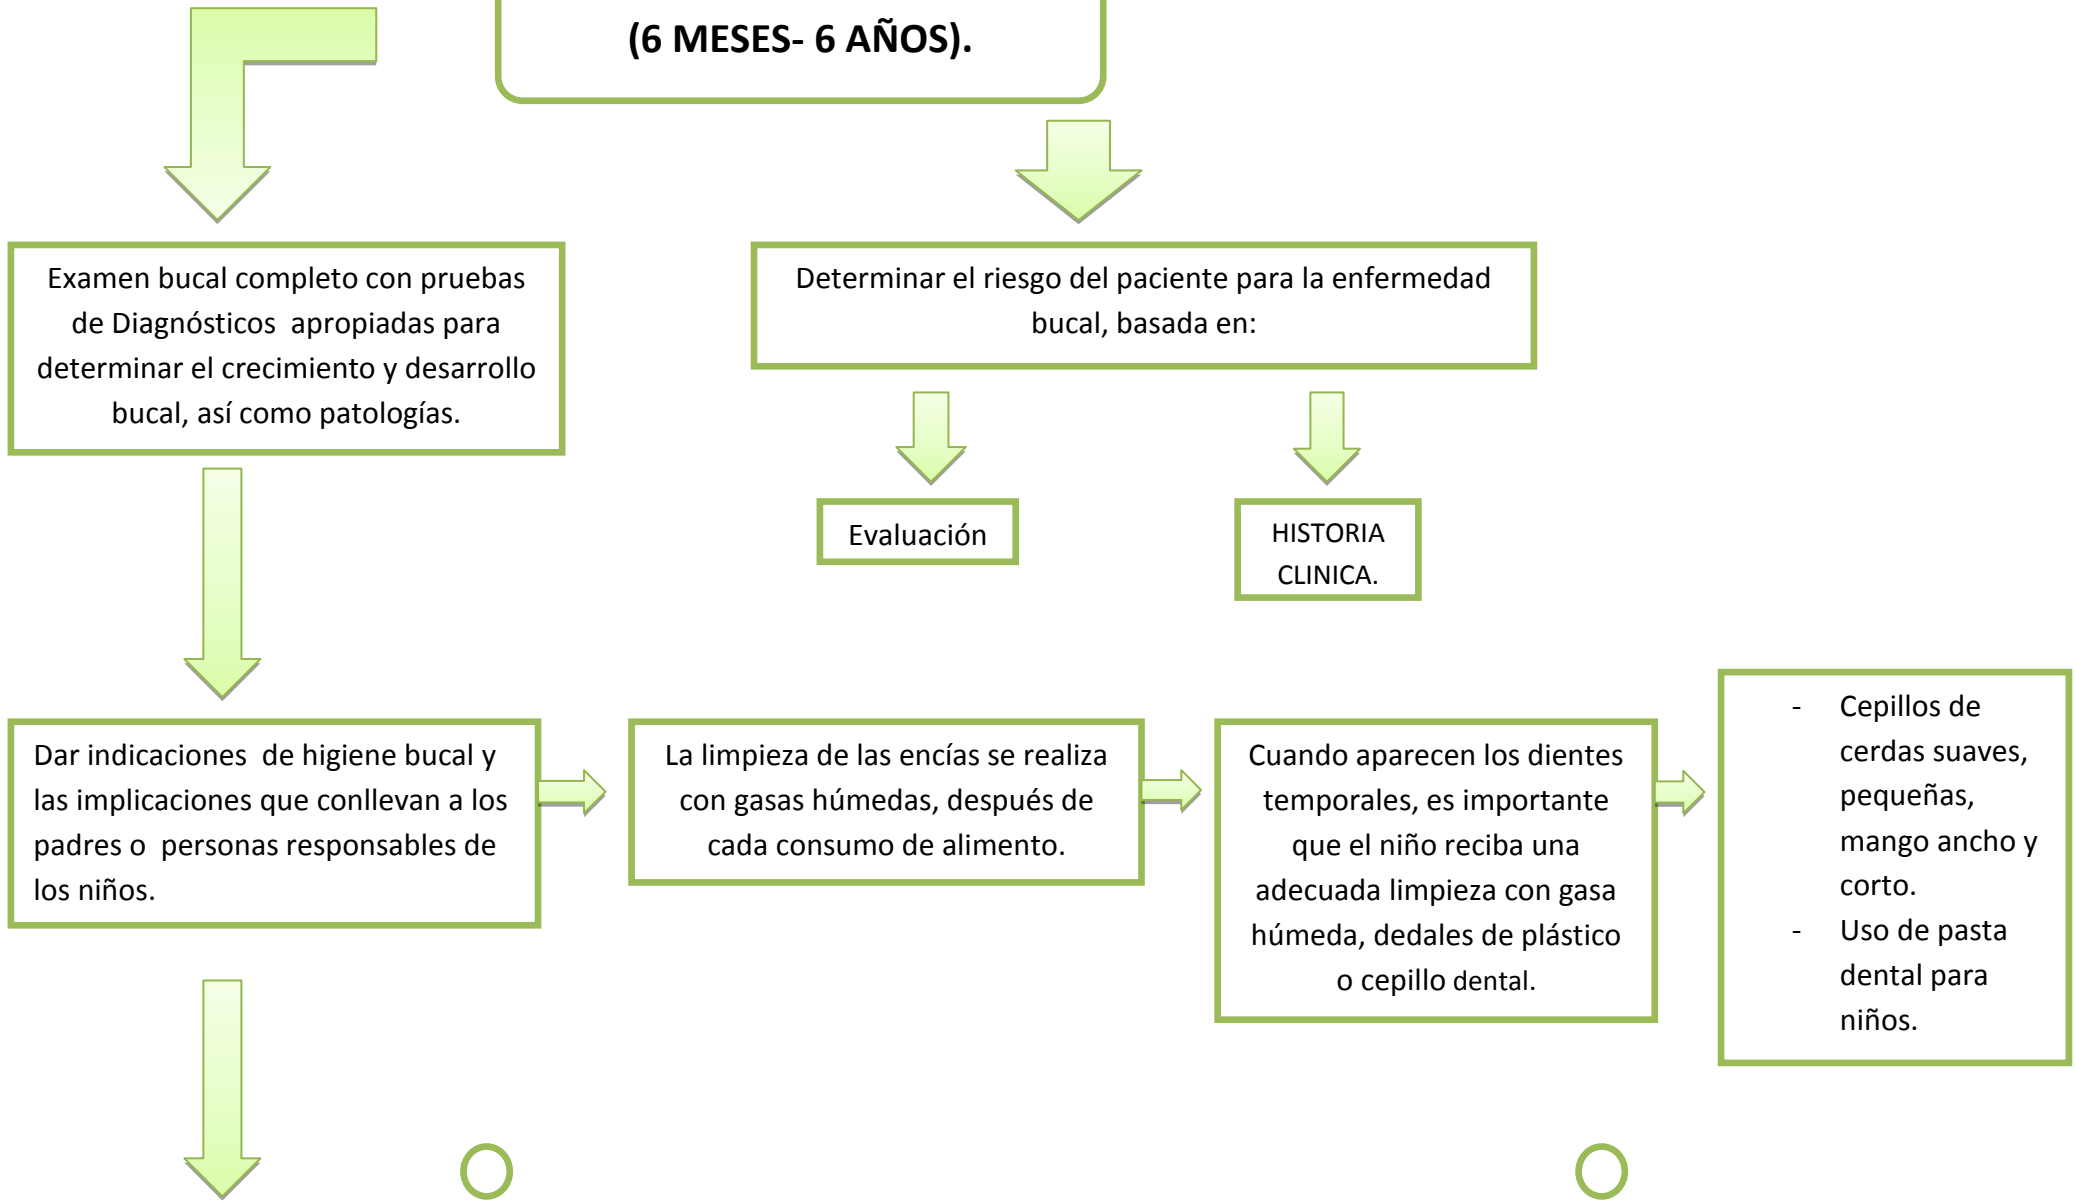 (6 MESES- 6 AÑOS).
Examen bucal completo con pruebas
de Diagnósticos  apropiadas para
determinar el crecimiento y desarrollo
bucal, así como patologías.
Determinar el riesgo del paciente para la enfermedad
bucal, basada en:
Evaluación
HISTORIA
CLINICA.
Dar indicaciones  de higiene bucal y
las implicaciones que conllevan a los
padres o  personas responsables de
los niños.
La limpieza de las encías se realiza
con gasas húmedas, después de
cada consumo de alimento.
Cuando aparecen los dientes
temporales, es importante
que el niño reciba una
adecuada limpieza con gasa
húmeda, dedales de plástico
o cepillo dental.
- Cepillos de
cerdas suaves,
pequeñas,
mango ancho y
corto.
- Uso de pasta
dental para
niños.